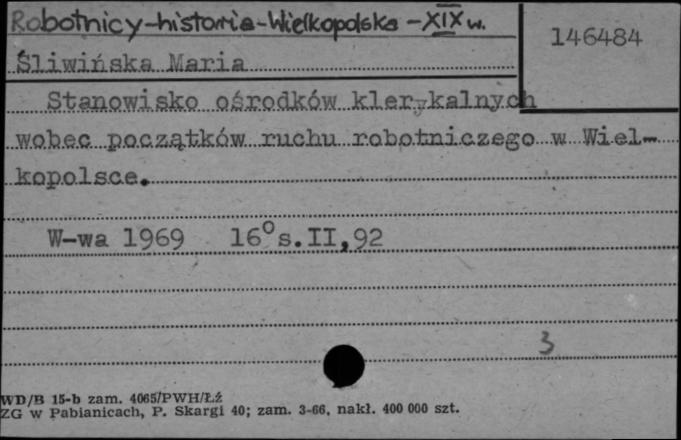 Robotnicy-historia-Wielkopolska-XIX w.
146484
Śliwińska Maria
Stanowisko ośrodków klerykalnych
wobec początków ruchu robotniczego w Wiel-
kopolsce.
W-wa 1969 16° s.II,92
3
WD/B 15-b zam. 4065/PWH/Łź
ZG w Pabianicach, P. Skargi 40; zam. 3-66, nakł. 400 000 szt.